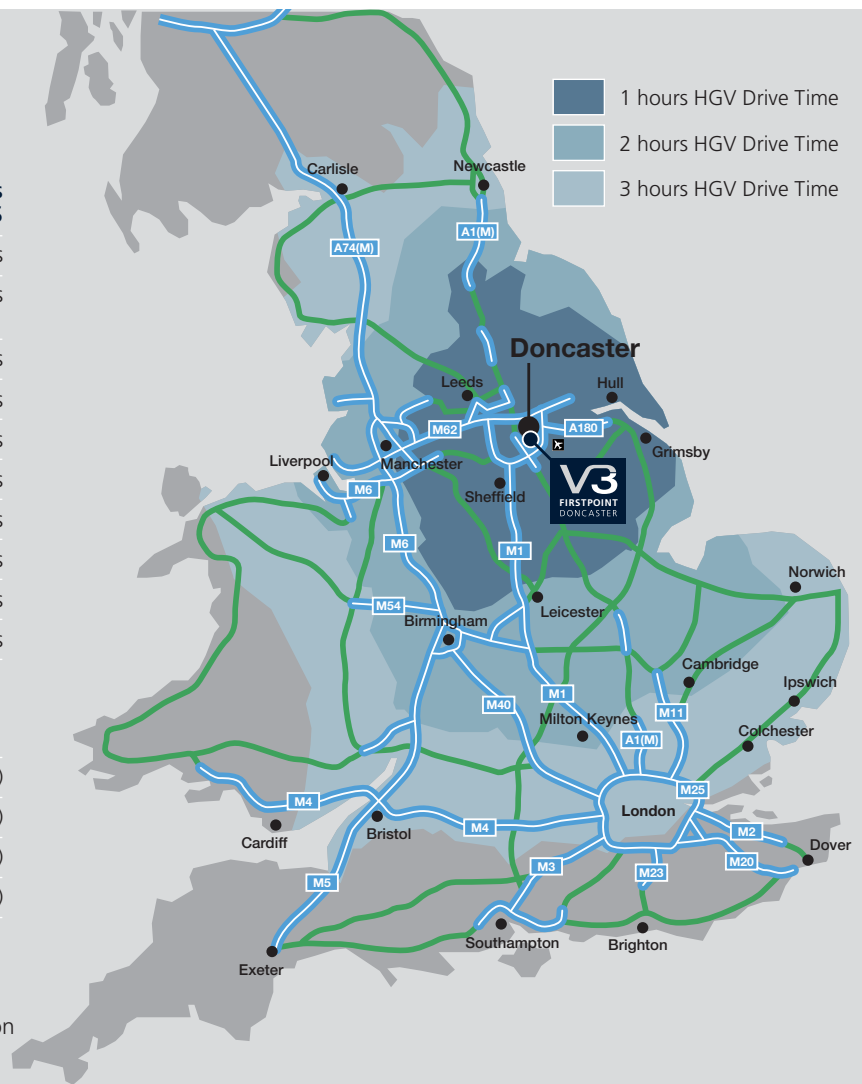 1 hours HGV Drive Time
2 hours HGV Drive Time
3 hours HGV Drive Time
Carlisle
Newcastle
A74(M)
A1(M)
Doncaster
Leeds
Hull
M62
A180
Grimsby
Liverpool
Manchester
M6
Sheffield
V3
FIRSTPOINT
DONCASTER
M6
M1
Norwich
M54
Leicester
Birmingham
Cambridge
Ipswich
M1
M40
M11
Milton Keynes
A1(M)
Colchester
M25
M4
London
Bristol
M4
M2
Cardiff
Dover
M3
M23
M20
M5
Southampton
Brighton
Exeter